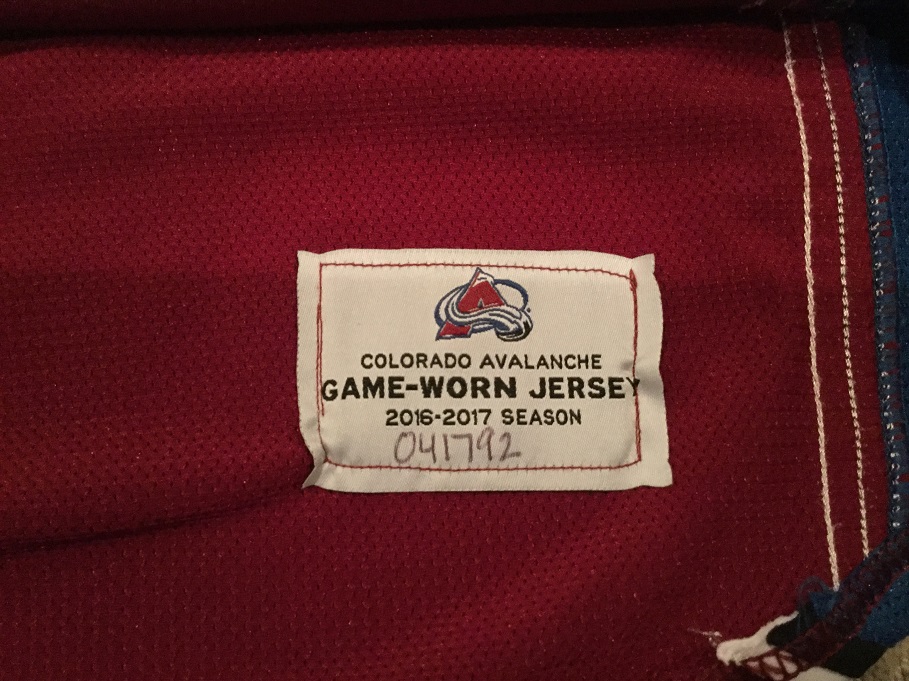 COLORADO AVALANCHE
GAME-WORN JERSEY
2016-2017 SEASON
041792